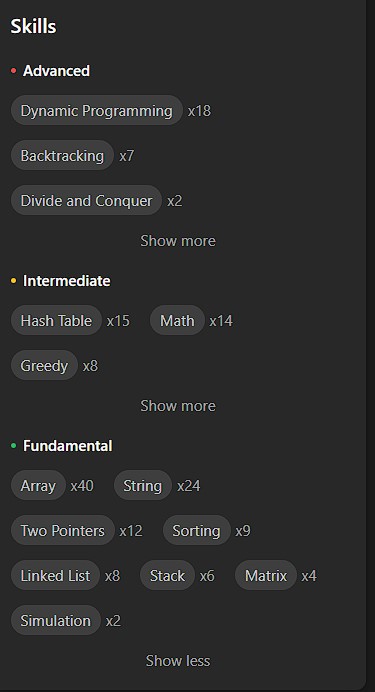 Skills
Advanced
Dynamic Programming x18
Backtracking x7
Divide and Conquer x2
Show more
Intermediate
Hash Table x15 Math x14
Greedy x8
Show more
Fundamental
Array x40 String x24
Two Pointers x12 Sorting x9
Linked List x8 Stack x6 Matrix x4
Simulation x2
Show less